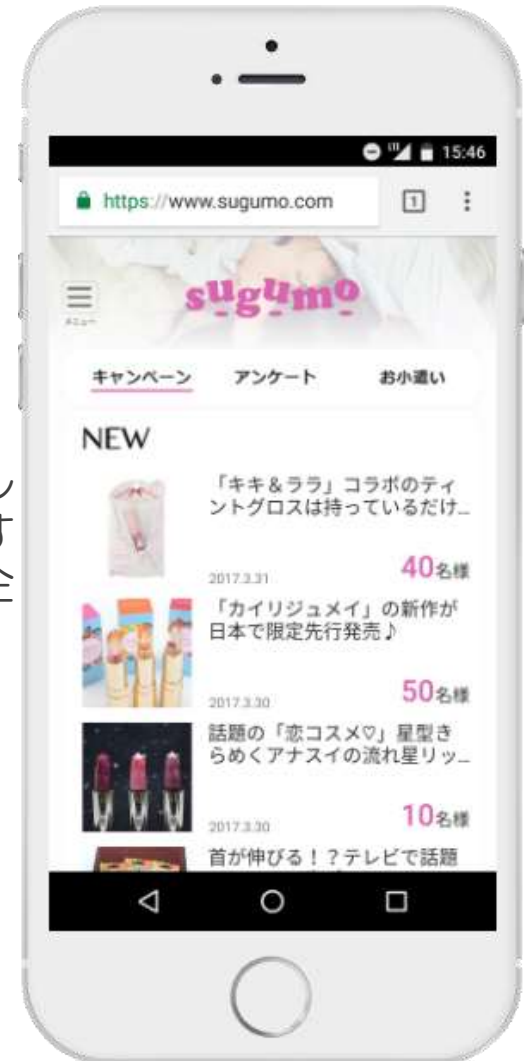 15:46
https://www.sugumo.com
1
sugumo
メニュー
キャンペーン アンケート お小遣い
NEW
「キキ＆ララ」コラボのティ
ントグロスは持っているだけ…
2017.3.31 40名様
「カイリジュメイ」の新作が
日本で限定先行発売♪
2017.3.30 50名様
話題の「恋コスメ♡」星型き
らめくアナスイの流れ星リッ…
2017.3.30 10名様
首が伸びる！？テレビで話題